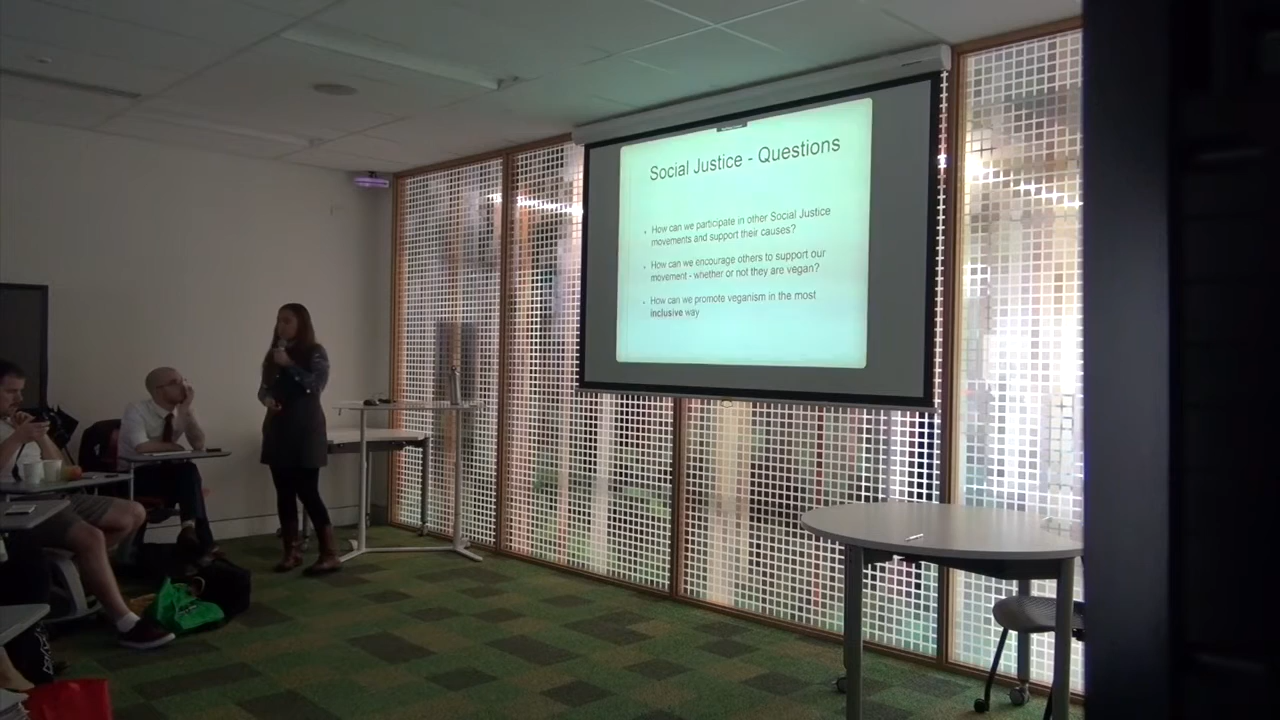 Social Justice - Questions
• How can we participate in other Social Justice
movements and support their causes?
• How can we encourage others to support our
movement - whether or not they are vegan?
• How can we promote veganism in the most
inclusive way